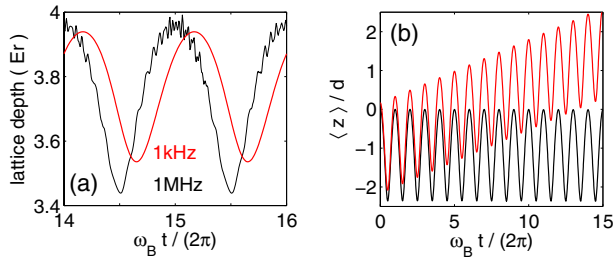 4
3.8
3.6
3.4
lattice depth ( Er )
(a)
1kHz
1MHz
14
15
16
ω_B t / (2π)
(b)
2
1
0
−1
−2
⟨ z ⟩ / d
0
5
10
15
ω_B t / (2π)